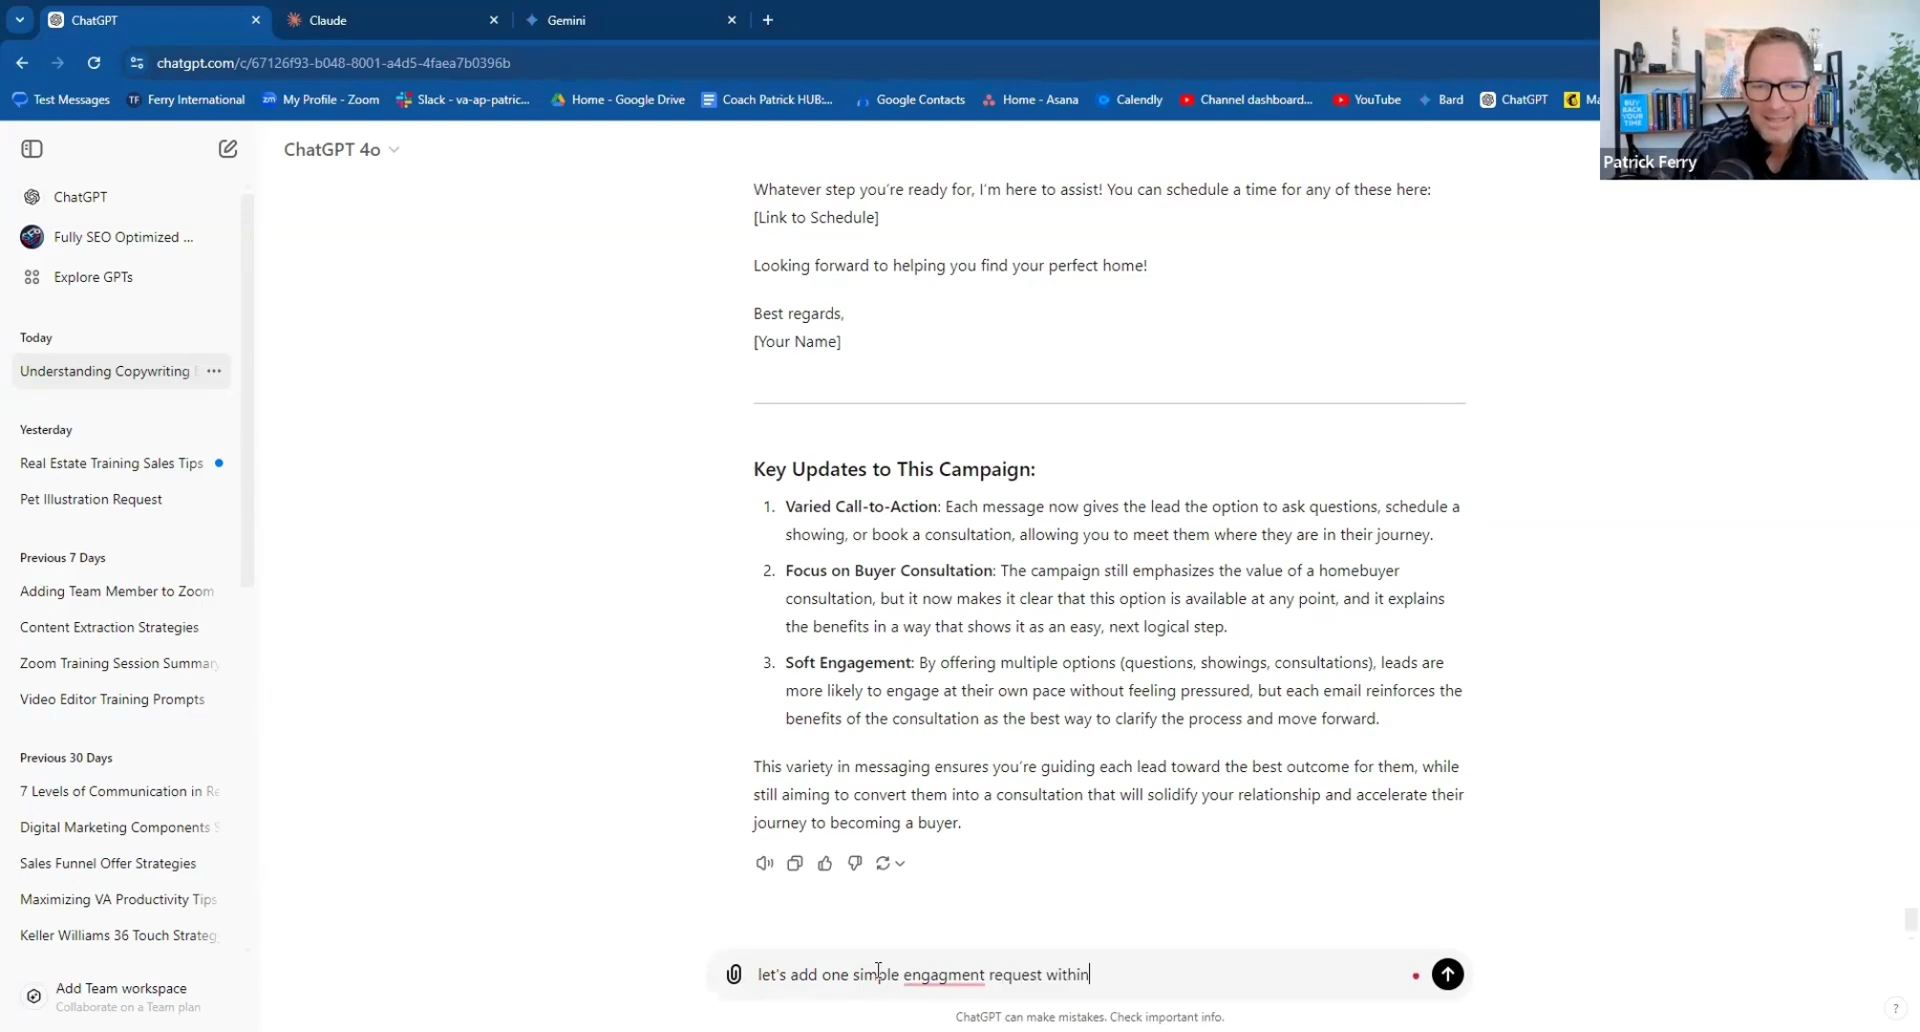 ChatGPT
Claude
Gemini
chatgpt.com/c/67126f93-b048-8001-a4d5-4faea7b0396b
Test Messages
TF Ferry International
zm My Profile - Zoom
Slack - va-ap-patric...
Home - Google Drive
Coach Patrick HUB:...
Google Contacts
Home - Asana
Calendly
Channel dashboard...
YouTube
Bard
ChatGPT
Ma
BUY BACK YOUR TIME
Patrick Ferry
ChatGPT 4o
ChatGPT
Fully SEO Optimized ...
Explore GPTs
Today
Understanding Copywriting E
Yesterday
Real Estate Training Sales Tips
Pet Illustration Request
Previous 7 Days
Adding Team Member to Zoom
Content Extraction Strategies
Zoom Training Session Summary
Video Editor Training Prompts
Previous 30 Days
7 Levels of Communication in Re
Digital Marketing Components S
Sales Funnel Offer Strategies
Maximizing VA Productivity Tips
Keller Williams 36 Touch Strateg
Add Team workspace
Collaborate on a Team plan
Whatever step you're ready for, I'm here to assist! You can schedule a time for any of these here:
[Link to Schedule]
Looking forward to helping you find your perfect home!
Best regards,
[Your Name]
Key Updates to This Campaign:
1. Varied Call-to-Action: Each message now gives the lead the option to ask questions, schedule a
showing, or book a consultation, allowing you to meet them where they are in their journey.
2. Focus on Buyer Consultation: The campaign still emphasizes the value of a homebuyer
consultation, but it now makes it clear that this option is available at any point, and it explains
the benefits in a way that shows it as an easy, next logical step.
3. Soft Engagement: By offering multiple options (questions, showings, consultations), leads are
more likely to engage at their own pace without feeling pressured, but each email reinforces the
benefits of the consultation as the best way to clarify the process and move forward.
This variety in messaging ensures you're guiding each lead toward the best outcome for them, while
still aiming to convert them into a consultation that will solidify your relationship and accelerate their
journey to becoming a buyer.
let's add one simple engagment request within
ChatGPT can make mistakes. Check important info.
?